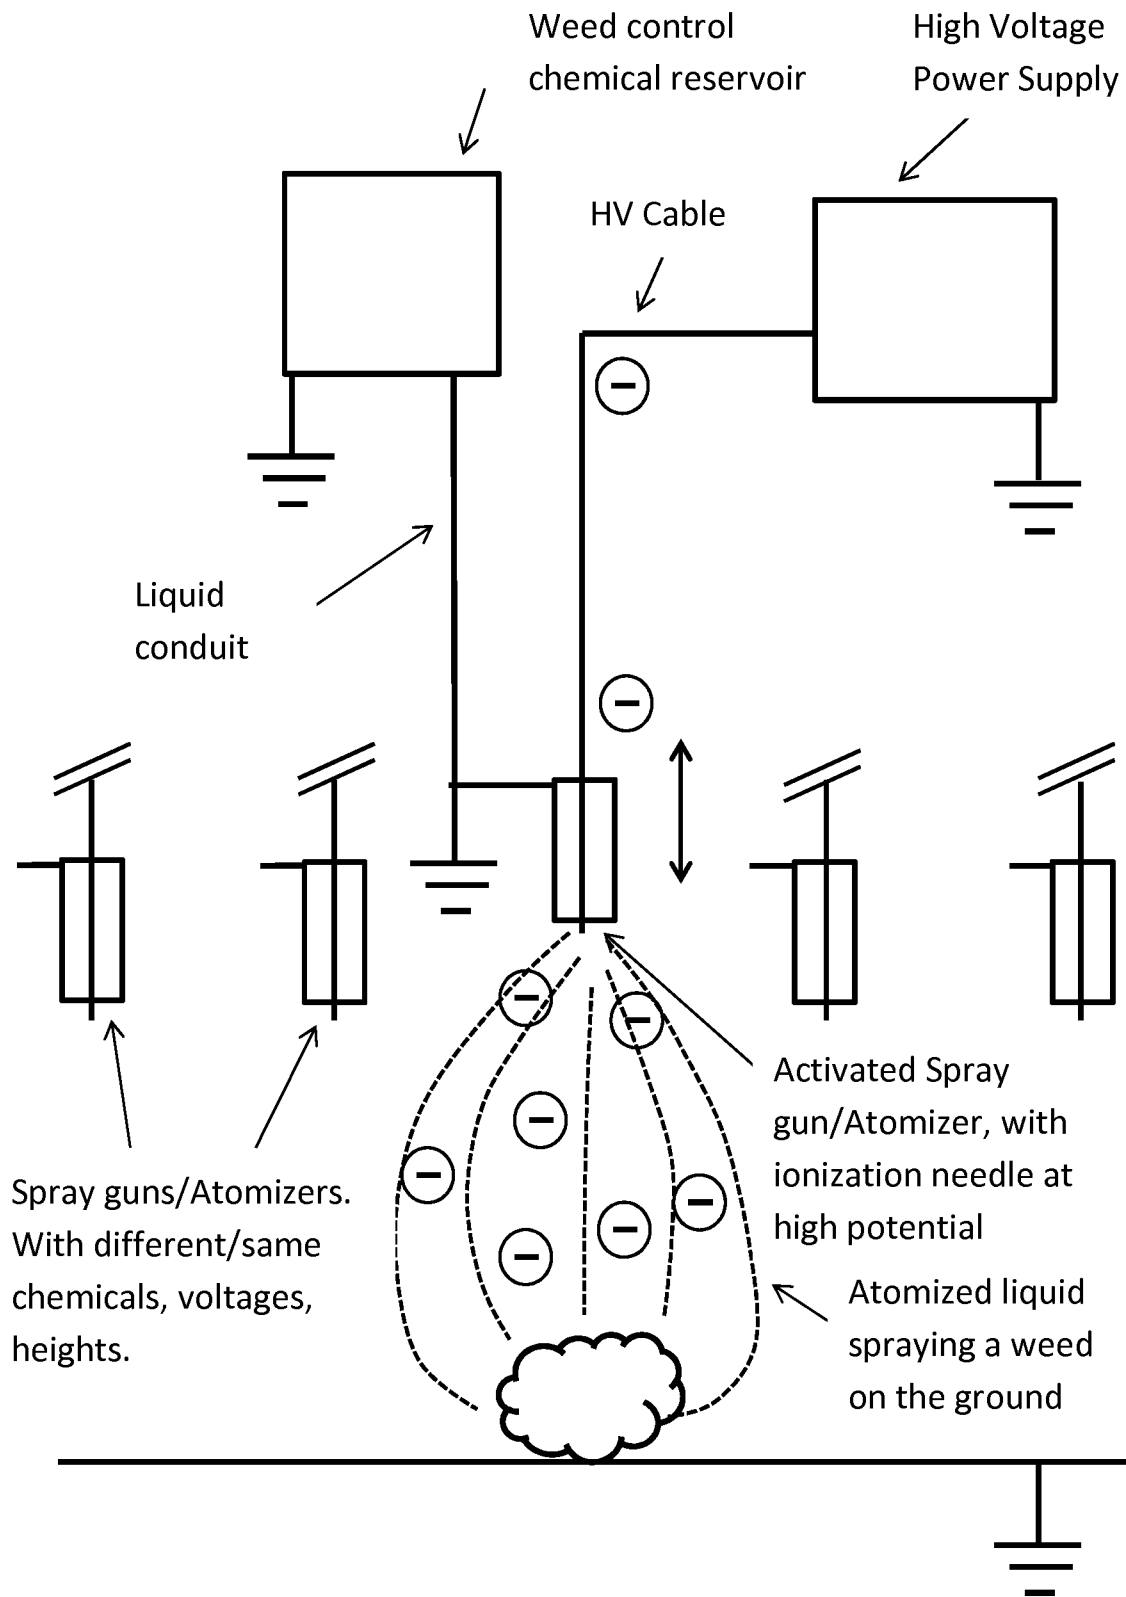 Weed control
chemical reservoir
High Voltage
Power Supply
HV Cable
Liquid
conduit
Activated Spray
gun/Atomizer, with
ionization needle at
high potential
Spray guns/Atomizers.
With different/same
chemicals, voltages,
heights.
Atomized liquid
spraying a weed
on the ground